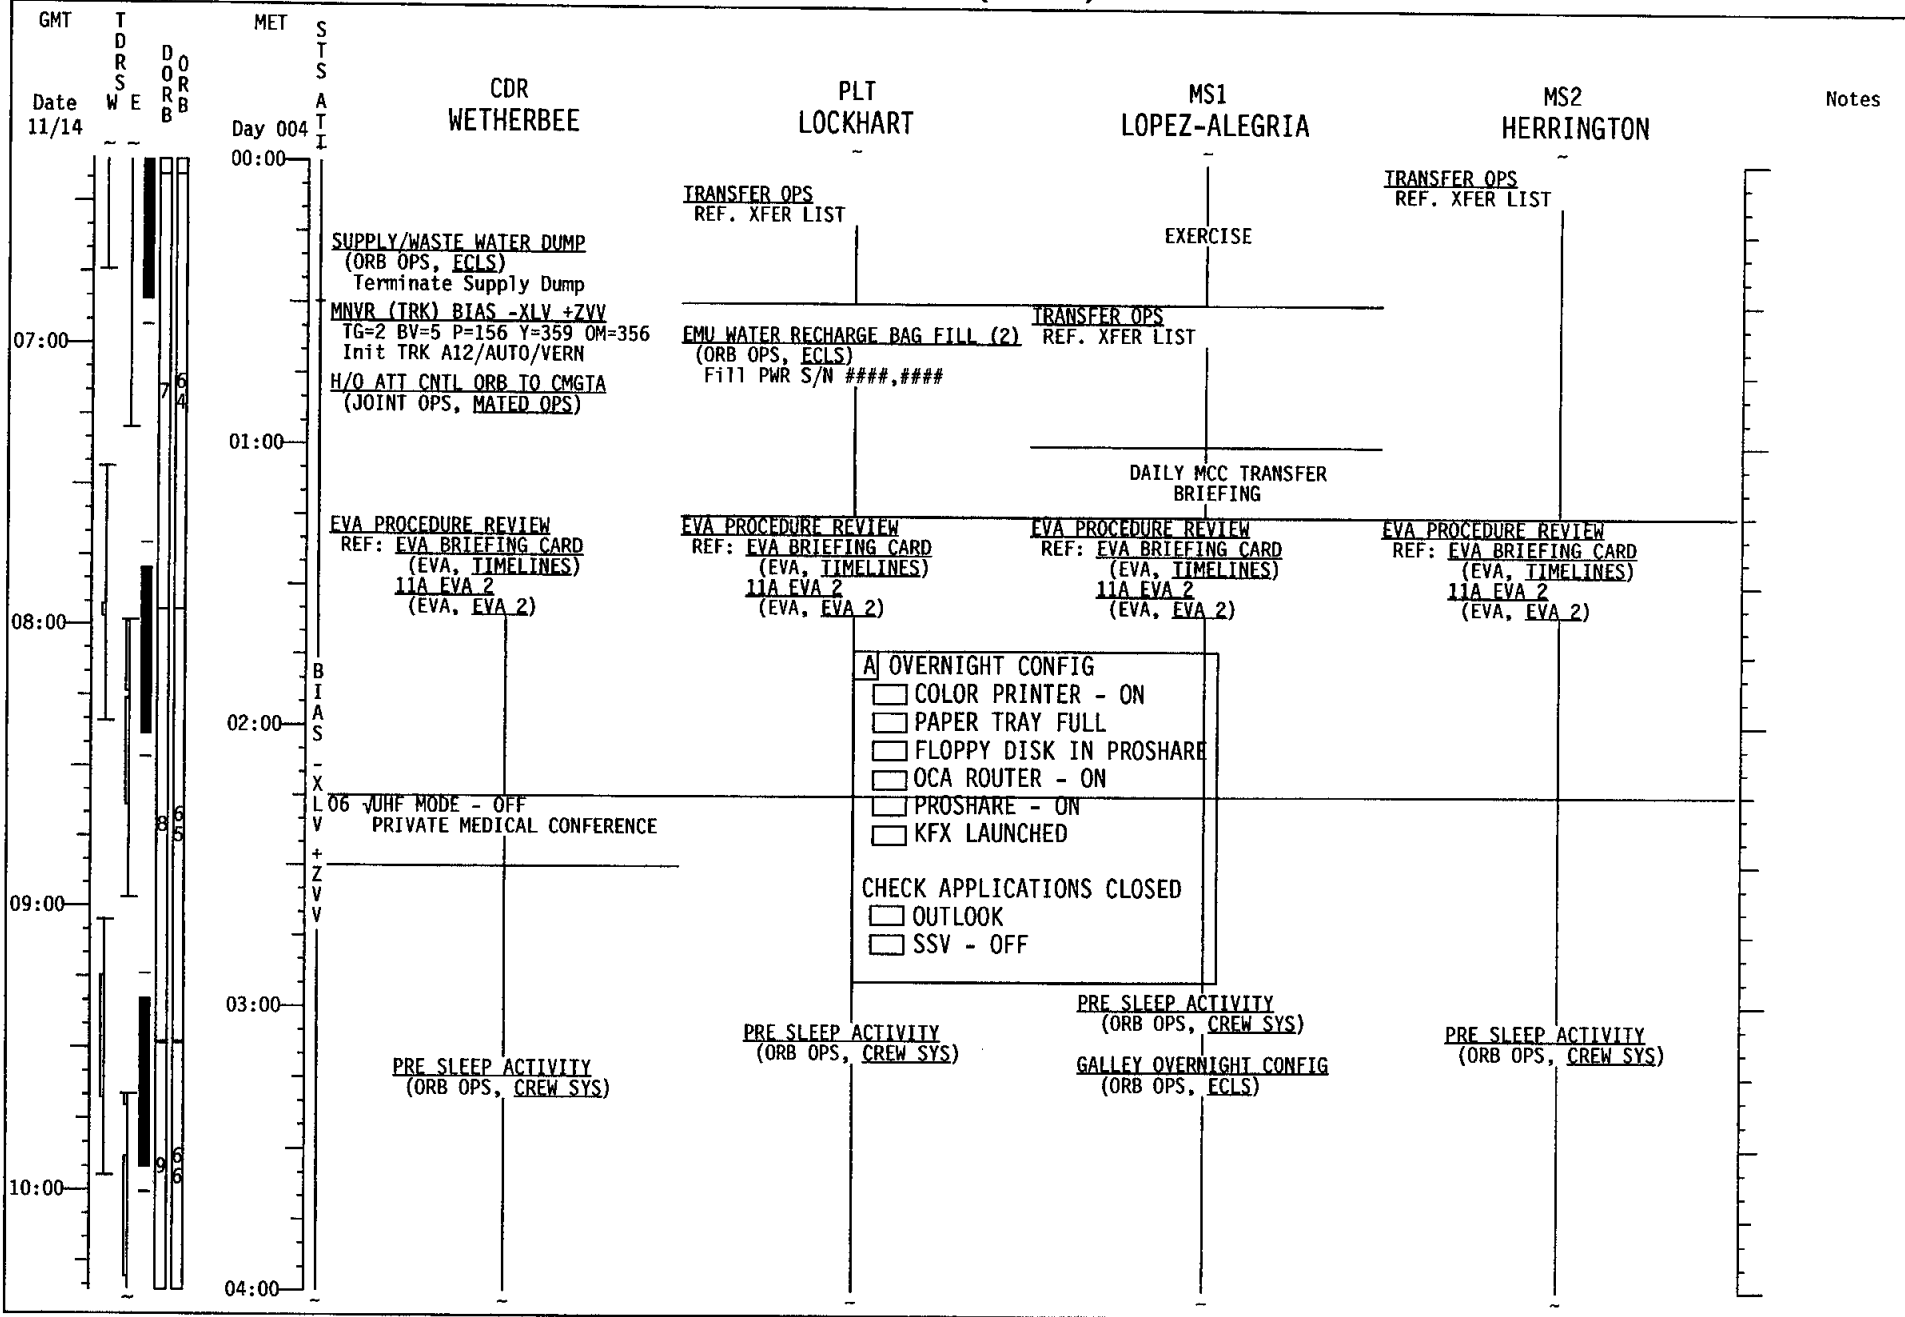 GMT
TDRS
W E
DORB
ORB
MET
STS ATT
Date
11/14
Day 004
CDR
WETHERBEE
PLT
LOCKHART
MS1
LOPEZ-ALEGRIA
MS2
HERRINGTON
Notes
00:00
01:00
02:00
03:00
04:00
07:00
08:00
09:00
10:00
7
64
8
65
9
66
BIAS -XLV +ZVV
SUPPLY/WASTE WATER DUMP
(ORB OPS, ECLS)
Terminate Supply Dump
MNVR (TRK) BIAS -XLV +ZVV
TG=2 BV=5 P=156 Y=359 OM=356
Init TRK A12/AUTO/VERN
H/O ATT CNTL ORB TO CMGTA
(JOINT OPS, MATED OPS)
EVA PROCEDURE REVIEW
REF: EVA BRIEFING CARD
(EVA, TIMELINES)
11A EVA 2
(EVA, EVA 2)
06 √UHF MODE - OFF
PRIVATE MEDICAL CONFERENCE
PRE SLEEP ACTIVITY
(ORB OPS, CREW SYS)
TRANSFER OPS
REF. XFER LIST
EMU WATER RECHARGE BAG FILL (2)
(ORB OPS, ECLS)
Fill PWR S/N ####,####
EVA PROCEDURE REVIEW
REF: EVA BRIEFING CARD
(EVA, TIMELINES)
11A EVA 2
(EVA, EVA 2)
A OVERNIGHT CONFIG
COLOR PRINTER - ON
PAPER TRAY FULL
FLOPPY DISK IN PROSHARE
OCA ROUTER - ON
PROSHARE - ON
KFX LAUNCHED
CHECK APPLICATIONS CLOSED
OUTLOOK
SSV - OFF
PRE SLEEP ACTIVITY
(ORB OPS, CREW SYS)
EXERCISE
TRANSFER OPS
REF. XFER LIST
DAILY MCC TRANSFER
BRIEFING
EVA PROCEDURE REVIEW
REF: EVA BRIEFING CARD
(EVA, TIMELINES)
11A EVA 2
(EVA, EVA 2)
PRE SLEEP ACTIVITY
(ORB OPS, CREW SYS)
GALLEY OVERNIGHT CONFIG
(ORB OPS, ECLS)
TRANSFER OPS
REF. XFER LIST
EVA PROCEDURE REVIEW
REF: EVA BRIEFING CARD
(EVA, TIMELINES)
11A EVA 2
(EVA, EVA 2)
PRE SLEEP ACTIVITY
(ORB OPS, CREW SYS)